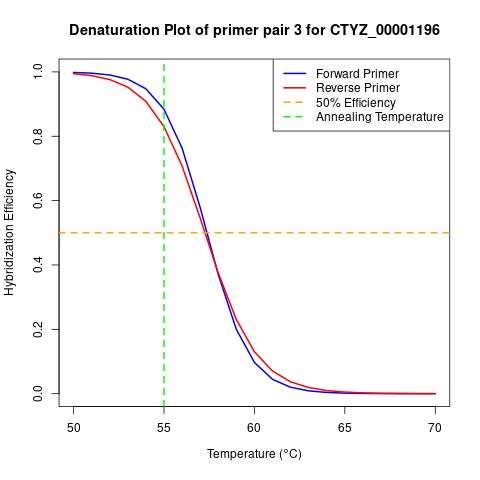 Denaturation Plot of primer pair 3 for CTYZ_00001196
Forward Primer
Reverse Primer
50% Efficiency
Annealing Temperature
Hybridization Efficiency
1.0
0.8
0.6
0.4
0.2
0.0
50
55
60
65
70
Temperature (°C)